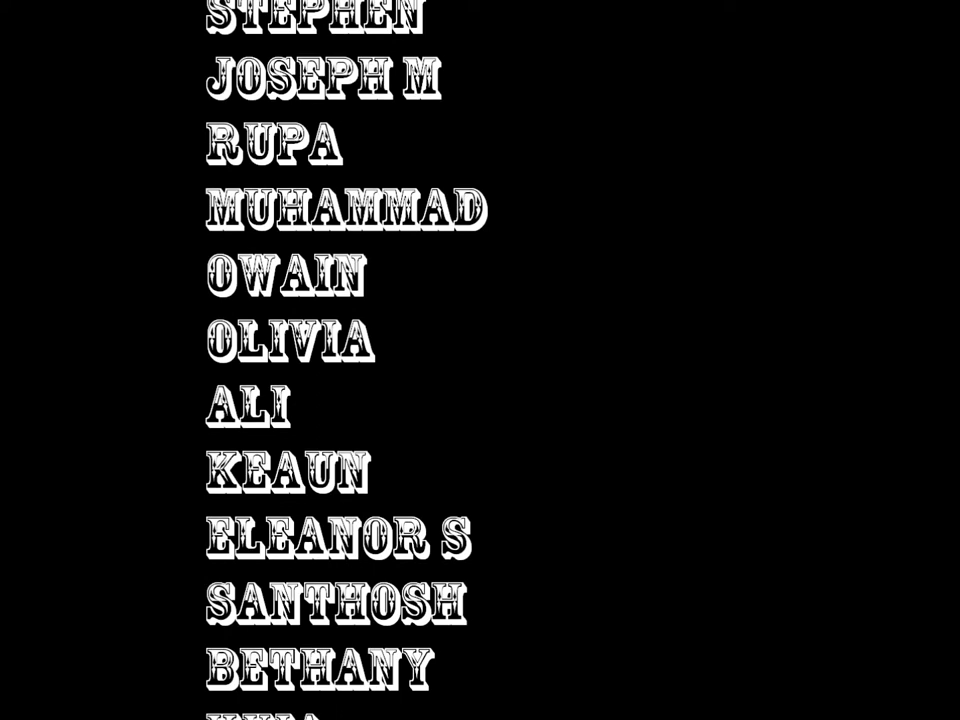 STEPHEN
JOSEPH M
RUPA
MUHAMMAD
OWAIN
OLIVIA
ALI
KEAUN
ELEANOR S
SANTHOSH
BETHANY